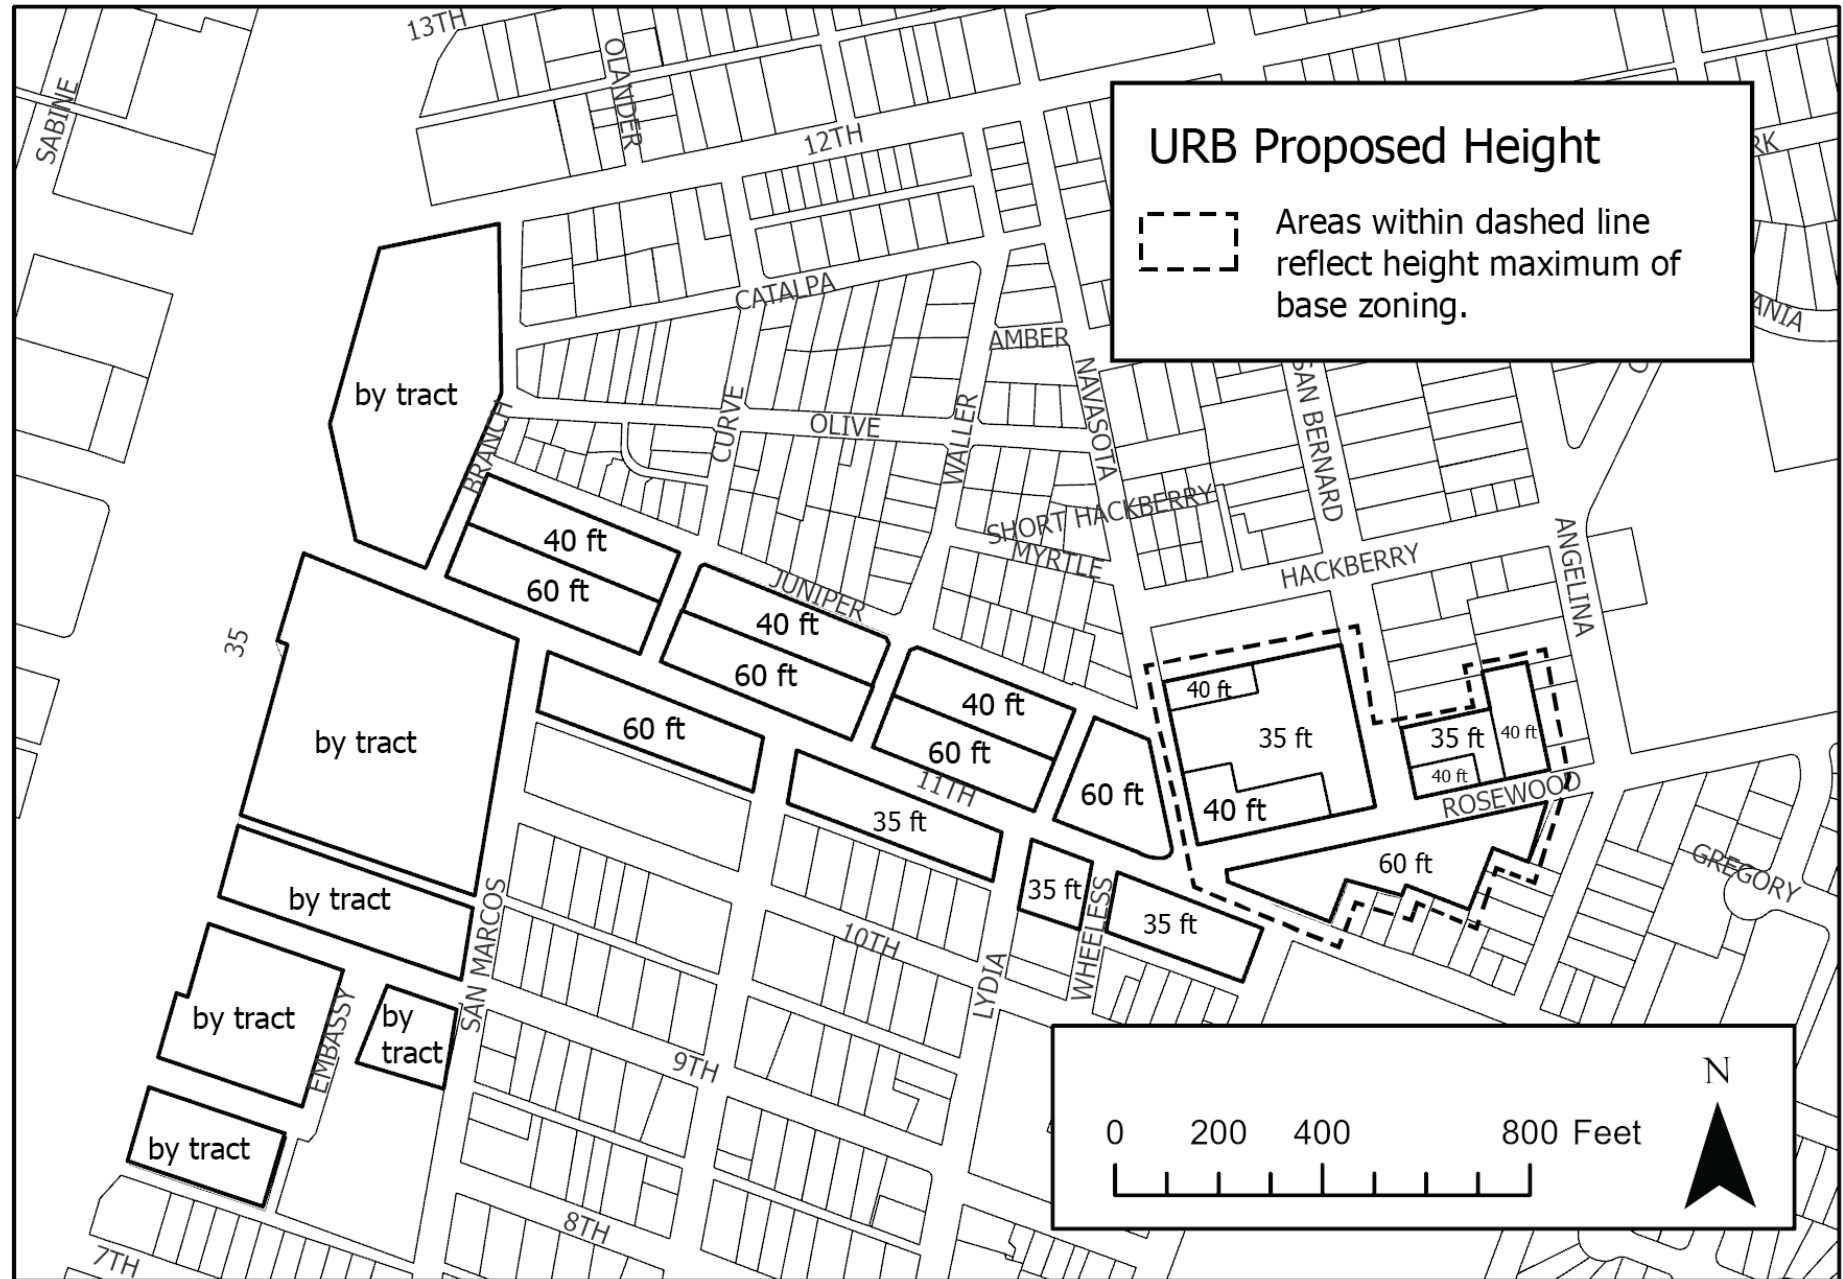 13TH
OLANDER
SABINE
12TH
URB Proposed Height
Areas within dashed line
reflect height maximum of
base zoning.
RK
ANIA
CATALPA
AMBER
NAVASOTA
SAN BERNARD
by tract
BRANCH
CURVE
OLIVE
WALLER
SHORT HACKBERRY
MYRTLE
HACKBERRY
ANGELINA
40 ft
60 ft
JUNIPER
40 ft
60 ft
35
by tract
60 ft
40 ft
60 ft
11TH
35 ft
60 ft
40 ft
35 ft
40 ft
35 ft
40 ft
40 ft
ROSEWOOD
60 ft
GREGORY
35 ft
WHEELESS
35 ft
by tract
SAN MARCOS
10TH
LYDIA
by tract
EMBASSY
by
tract
9TH
by tract
8TH
7TH
N
0 200 400 800 Feet